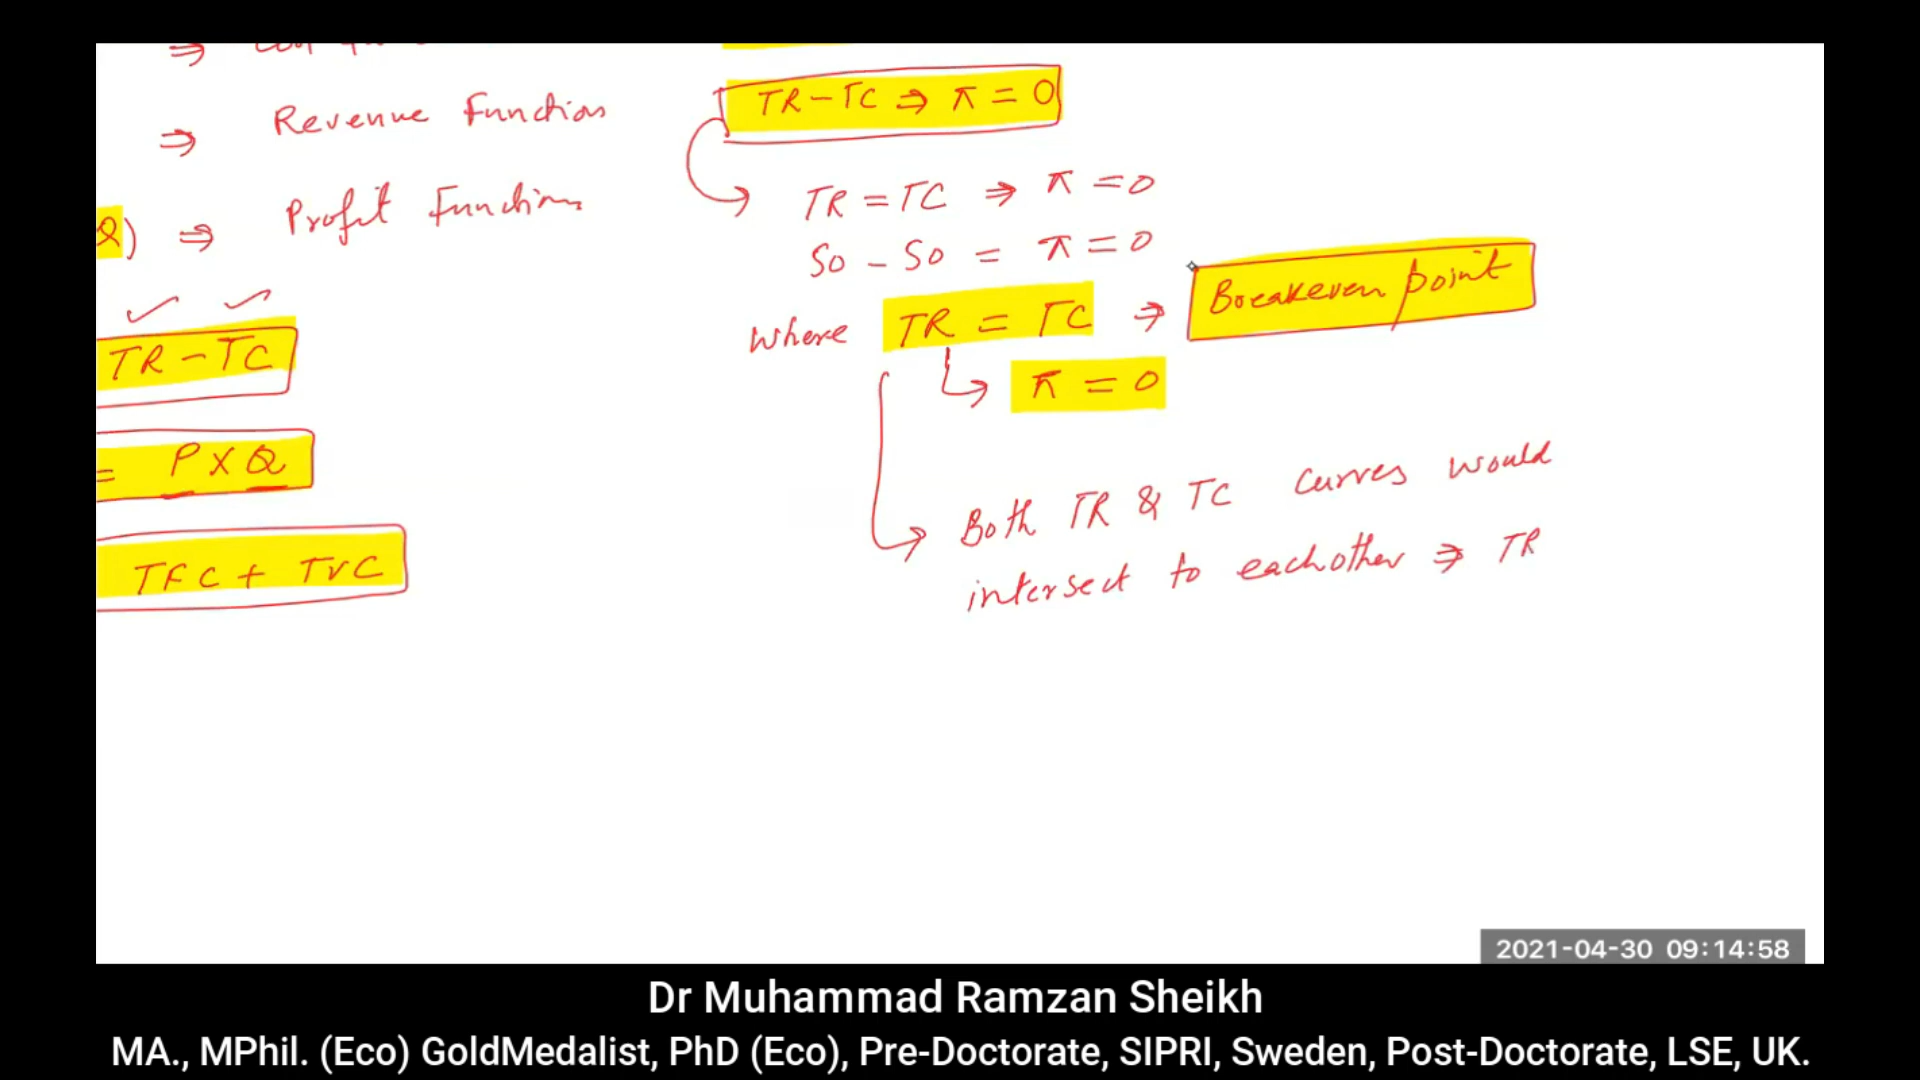 ⇒
⇒ Revenue Function
Q) ⇒ Profit Function
TR - TC
= P X Q
TFC + TVC
TR - TC ⇒ π = 0
TR = TC ⇒ π = 0
50 - 50 = π = 0
Where TR = TC ⇒ Breakeven point
π = 0
Both TR & TC Curves would
intersect to eachother ⇒ TR
2021-04-30 09:14:58
Dr Muhammad Ramzan Sheikh
MA., MPhil. (Eco) GoldMedalist, PhD (Eco), Pre-Doctorate, SIPRI, Sweden, Post-Doctorate, LSE, UK.